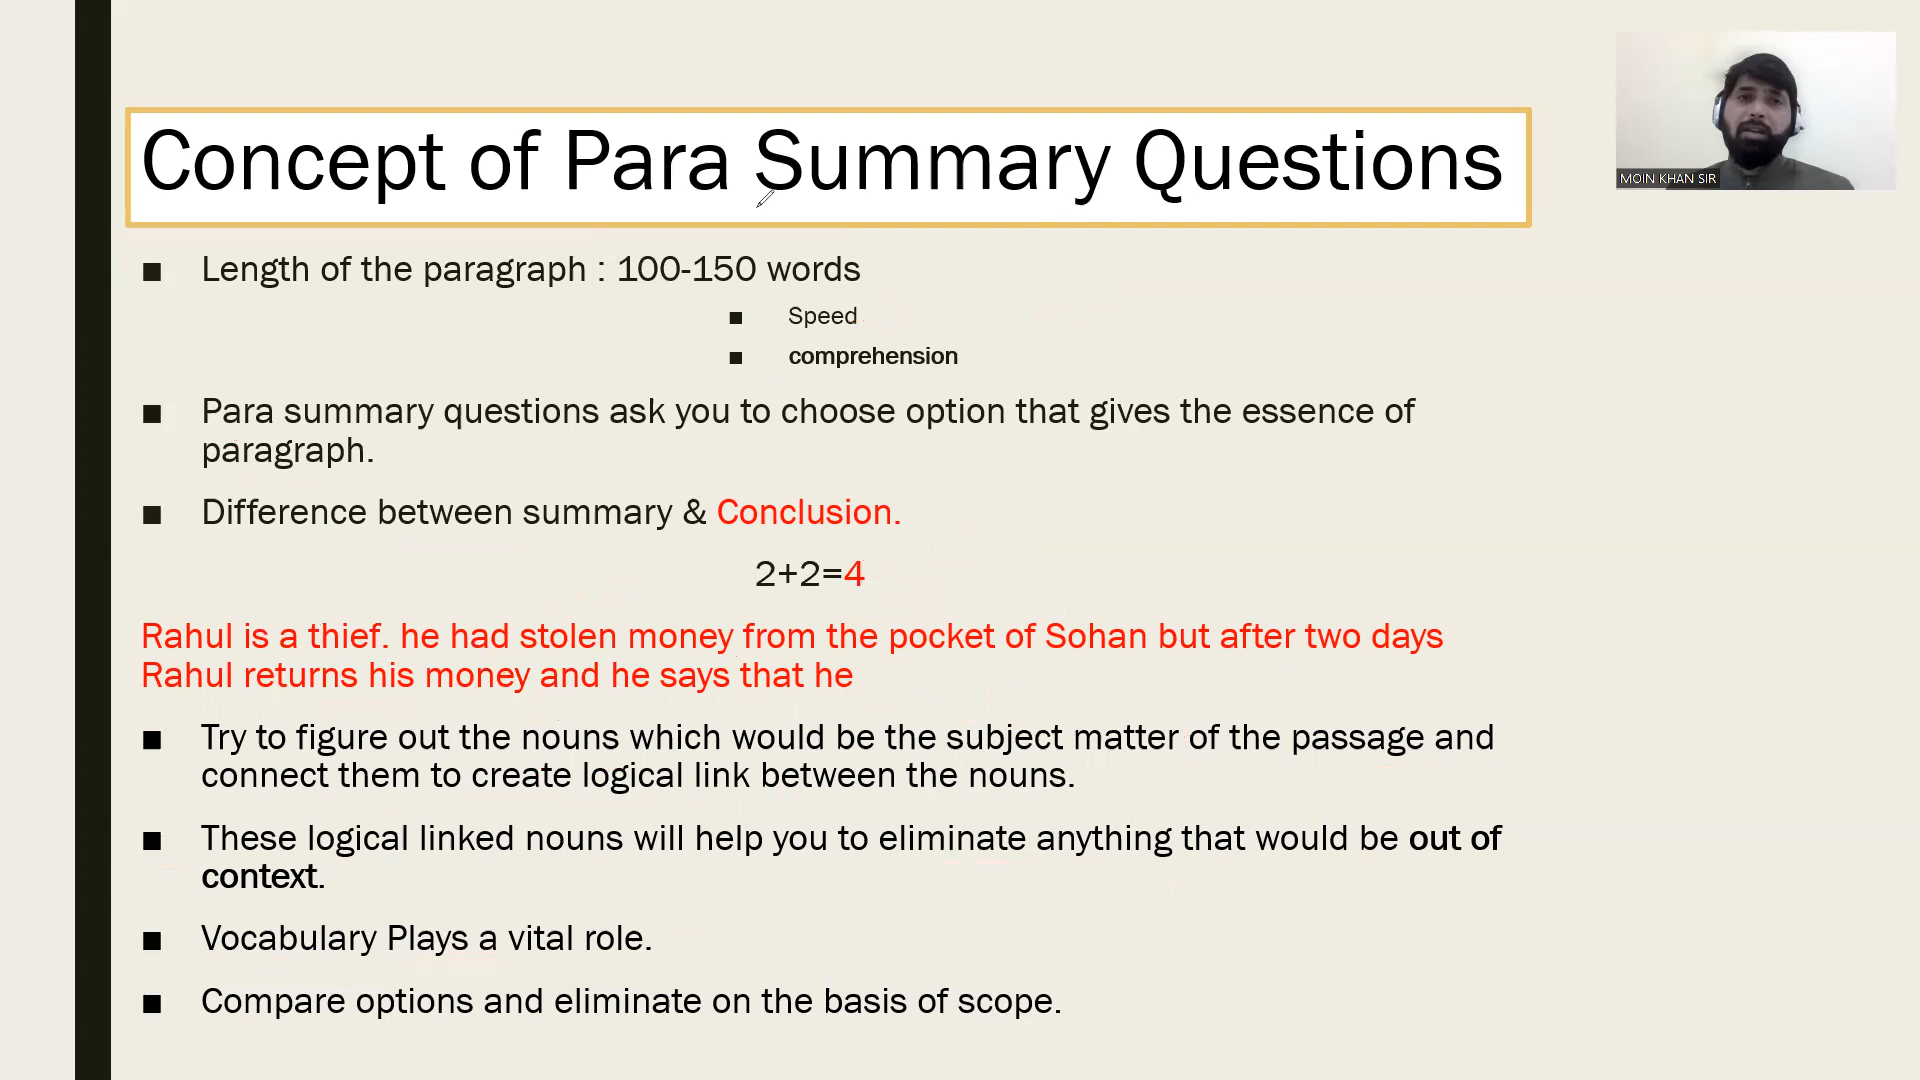 Concept of Para Summary Questions
MOIN KHAN SIR
■ Length of the paragraph : 100-150 words
■ Speed
■ comprehension
■ Para summary questions ask you to choose option that gives the essence of
paragraph.
■ Difference between summary & Conclusion.
2+2=4
Rahul is a thief. he had stolen money from the pocket of Sohan but after two days
Rahul returns his money and he says that he
■ Try to figure out the nouns which would be the subject matter of the passage and
connect them to create logical link between the nouns.
■ These logical linked nouns will help you to eliminate anything that would be out of
context.
■ Vocabulary Plays a vital role.
■ Compare options and eliminate on the basis of scope.